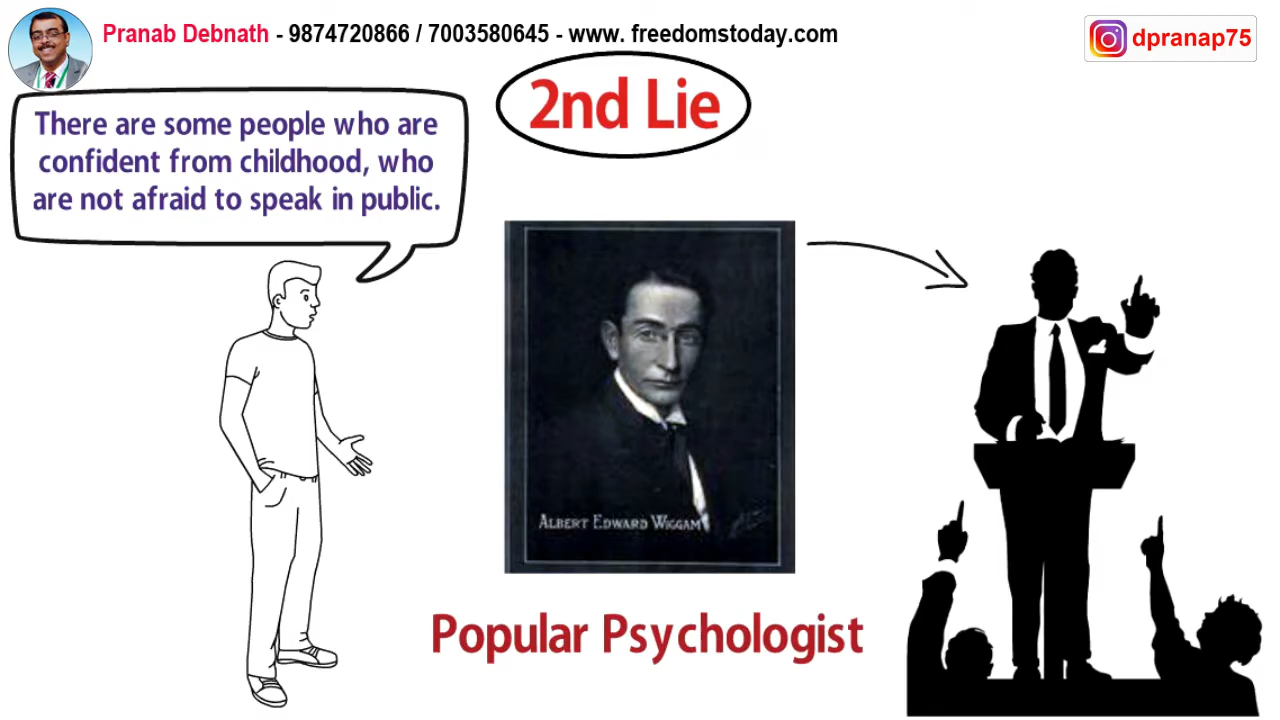 Pranab Debnath - 9874720866 / 7003580645 - www. freedomstoday.com
dpranap75
2nd Lie
There are some people who are
confident from childhood, who
are not afraid to speak in public.
ALBERT EDWARD WIGGAM
Popular Psychologist